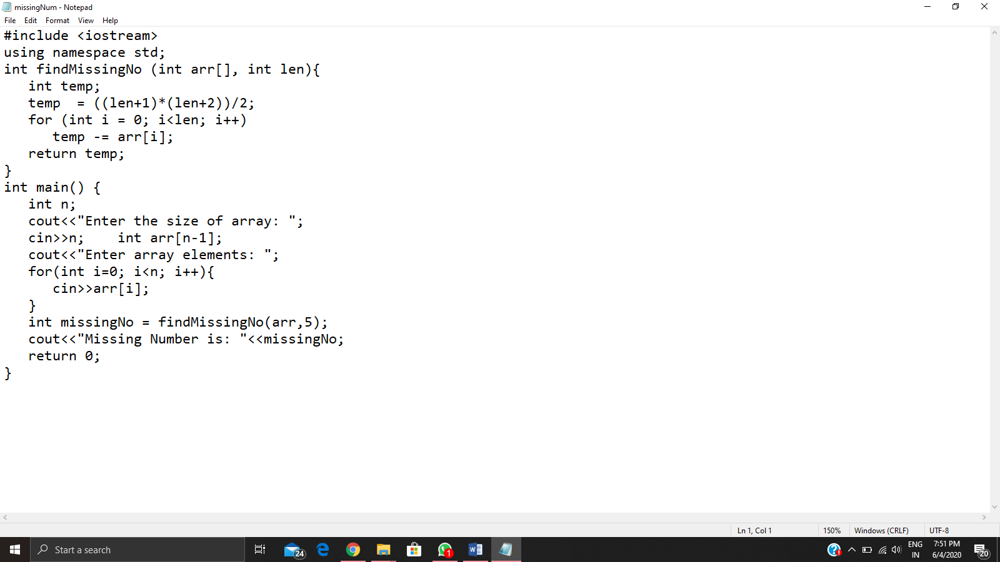 missingNum - Notepad
File Edit Format View Help
#include <iostream>
using namespace std;
int findMissingNo (int arr[], int len){
   int temp;
   temp  = ((len+1)*(len+2))/2;
   for (int i = 0; i<len; i++)
      temp -= arr[i];
   return temp;
}
int main() {
   int n;
   cout<<"Enter the size of array: ";
   cin>>n;    int arr[n-1];
   cout<<"Enter array elements: ";
   for(int i=0; i<n; i++){
      cin>>arr[i];
   }
   int missingNo = findMissingNo(arr,5);
   cout<<"Missing Number is: "<<missingNo;
   return 0;
}
Ln 1, Col 1 150% Windows (CRLF) UTF-8
Start a search 24 1 ENG IN 7:51 PM 6/4/2020 20